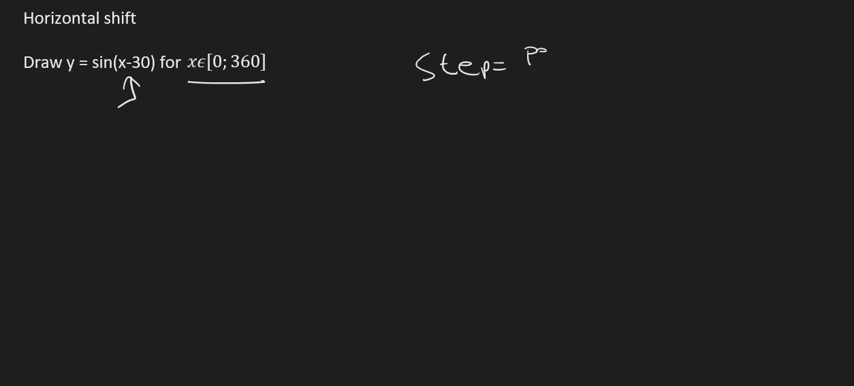 Horizontal shift
Draw y = sin(x-30) for xϵ[0; 360]
Step=